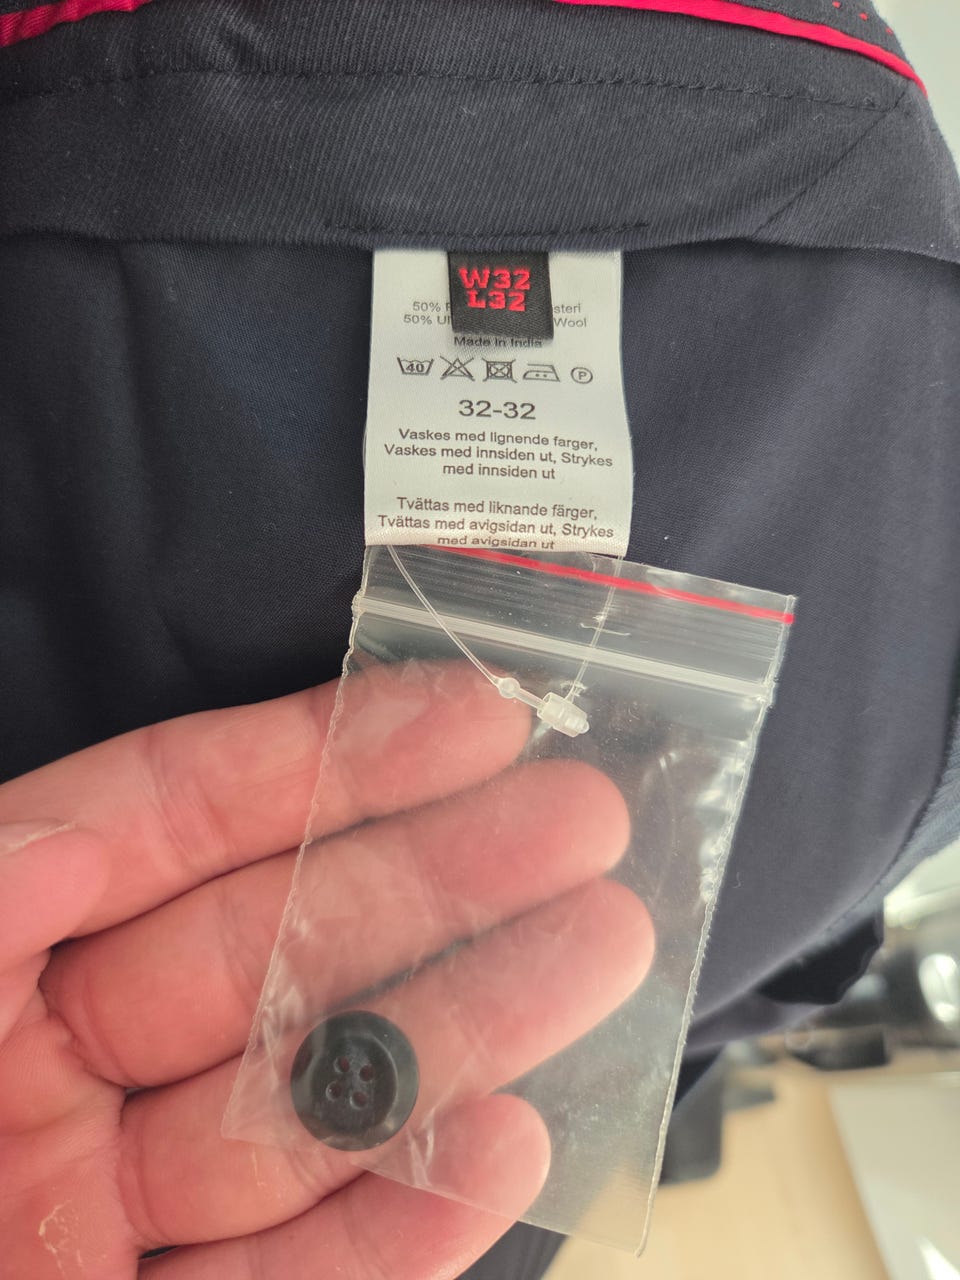 W32
L32
50%
50%
Wool
Made in India
40
P
32-32
Vaskes med lignende farger,
Vaskes med innsiden ut, Strykes
med innsiden ut
Tvättas med liknande färger,
Tvättas med avigsidan ut, Strykes
med avigsidan ut